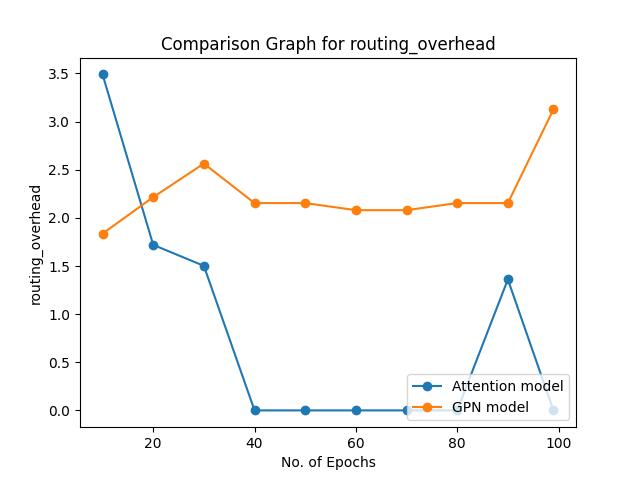 Comparison Graph for routing_overhead
routing_overhead
3.5
3.0
2.5
2.0
1.5
1.0
0.5
0.0
Attention model
GPN model
20
40
60
80
100
No. of Epochs